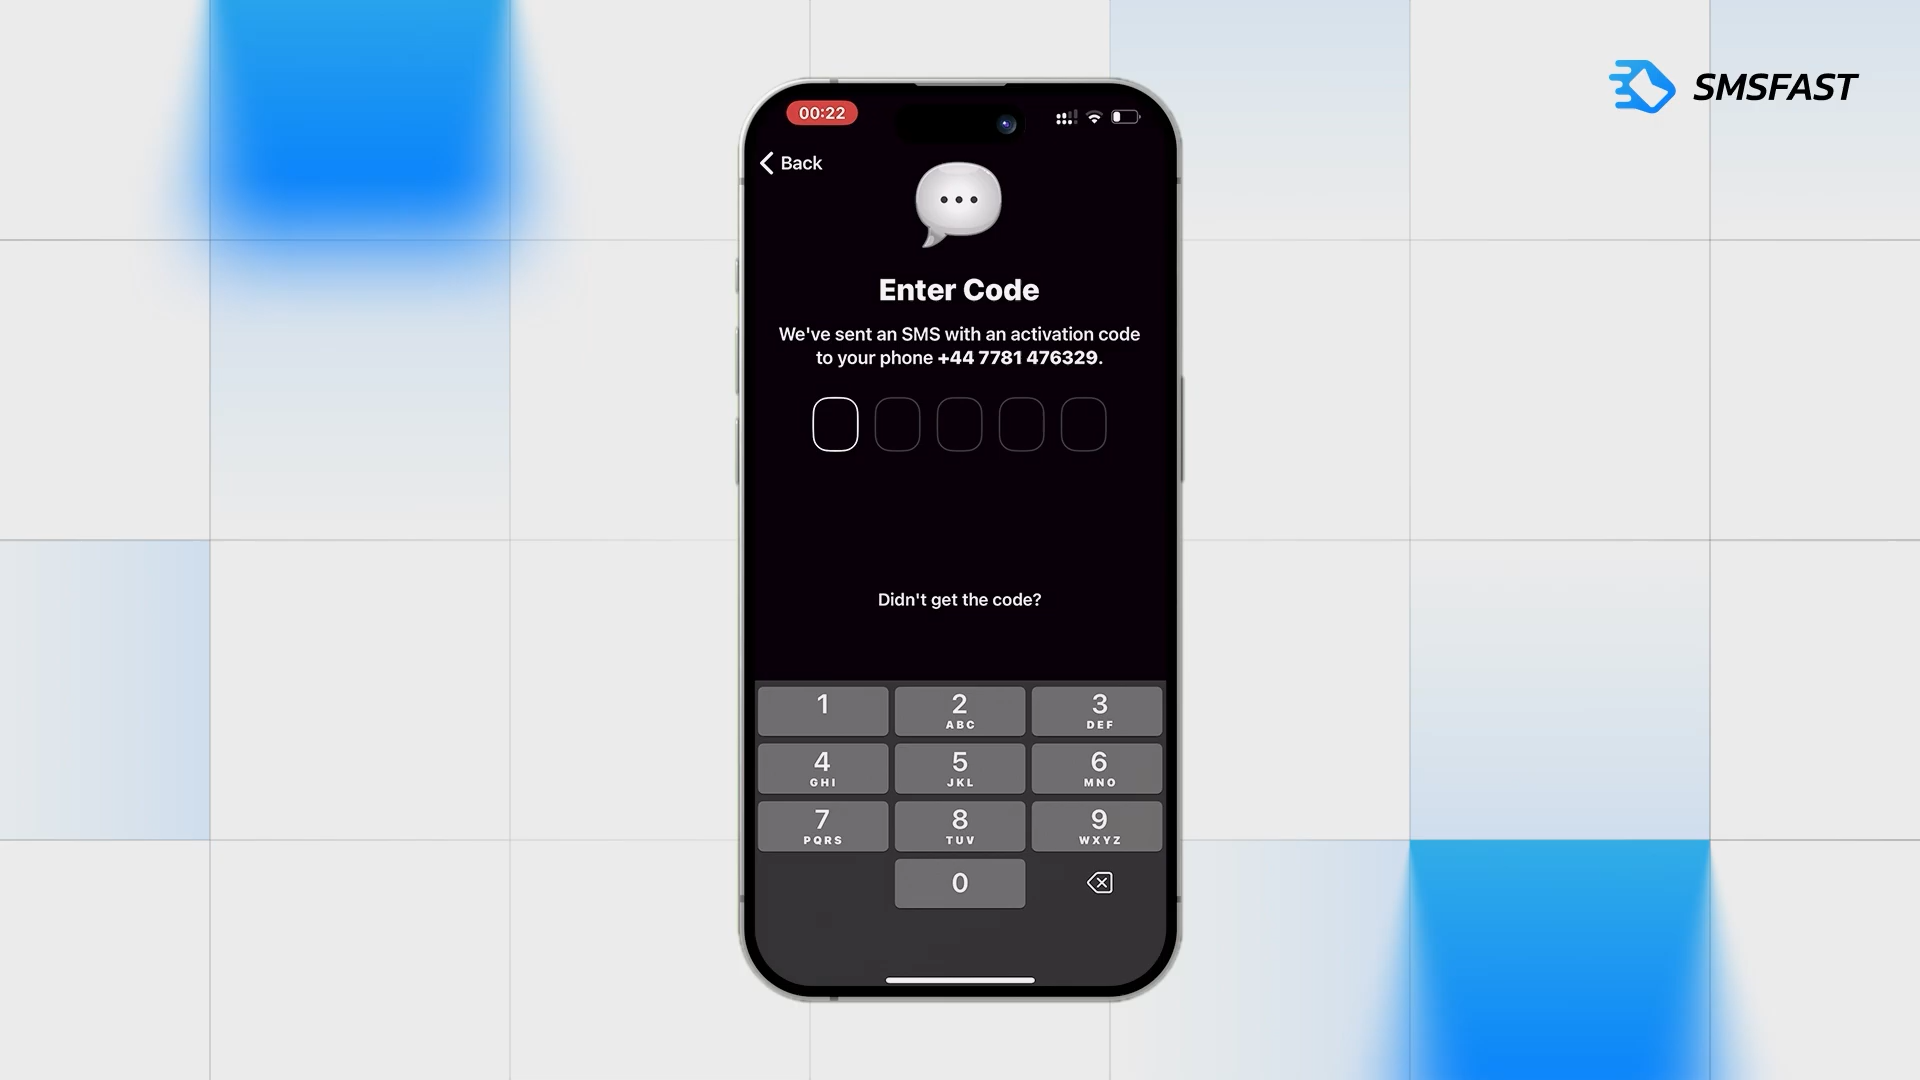 SMSFAST
00:22
Back
Enter Code
We've sent an SMS with an activation code
to your phone +44 7781 476329.
Didn't get the code?
1
2
ABC
3
DEF
4
GHI
5
JKL
6
MNO
7
PQRS
8
TUV
9
WXYZ
0